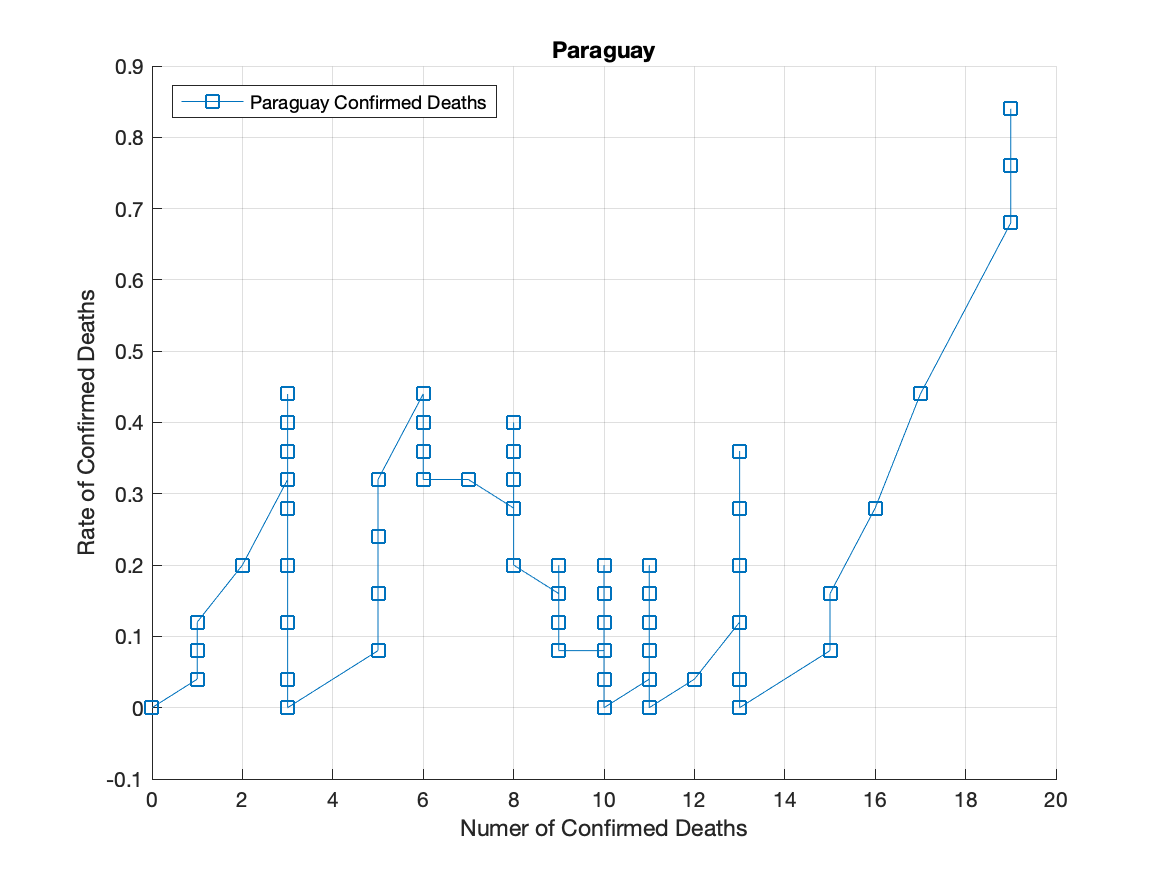 Paraguay
Paraguay Confirmed Deaths
Rate of Confirmed Deaths
0.9
0.8
0.7
0.6
0.5
0.4
0.3
0.2
0.1
0
-0.1
0 2 4 6 8 10 12 14 16 18 20
Numer of Confirmed Deaths